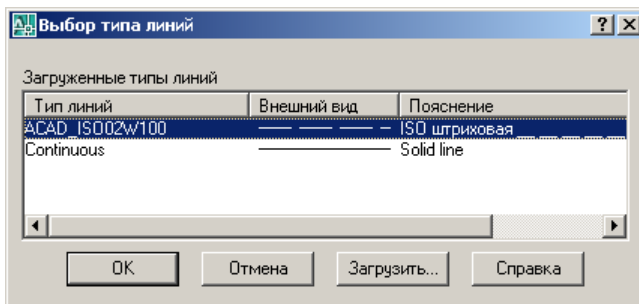 Выбор типа линий
Загруженные типы линий
Тип линий Внешний вид Пояснение
ACAD_ISO02W100 ISO штриховая
Continuous Solid line
OK Отмена Загрузить... Справка